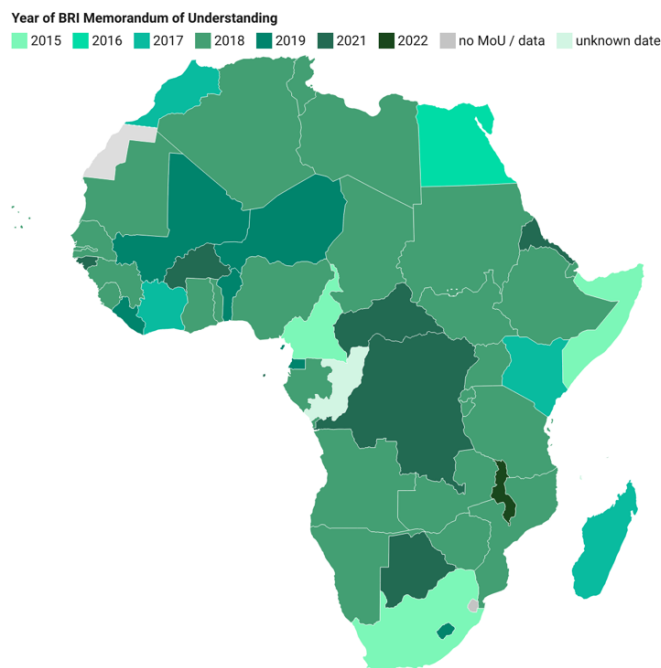 Year of BRI Memorandum of Understanding
2015 2016 2017 2018 2019 2021 2022 no MoU / data unknown date